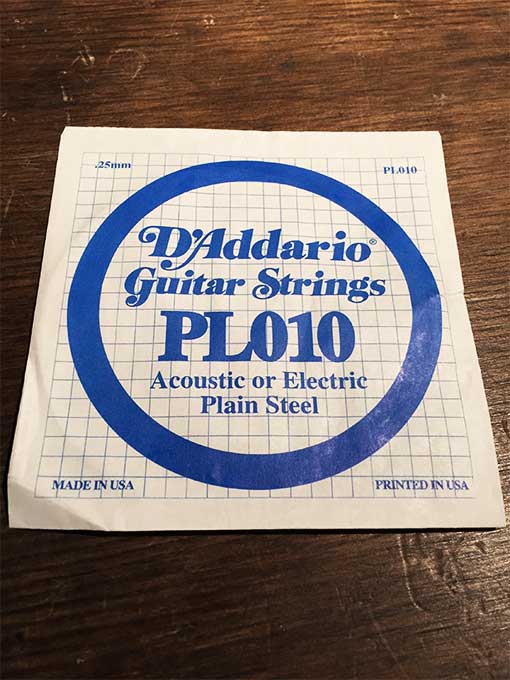 .25mm PL010
D'Addario®
Guitar Strings
PL010
Acoustic or Electric
Plain Steel
MADE IN USA PRINTED IN USA